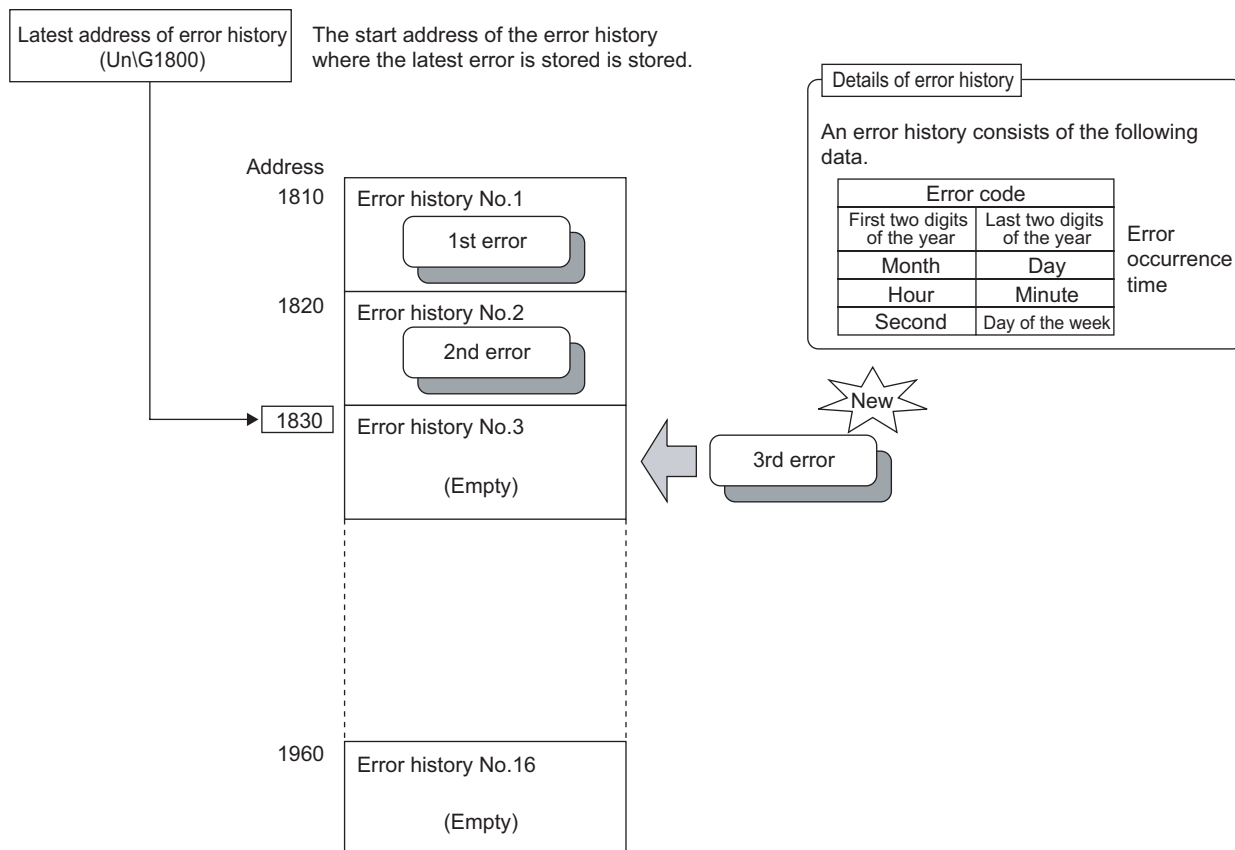 Latest address of error history
(Un\G1800)
The start address of the error history
where the latest error is stored is stored.
Details of error history
An error history consists of the following
data.
Error code
First two digits
of the year
Last two digits
of the year
Month
Day
Hour
Minute
Second
Day of the week
Error
occurrence
time
Address
1810
Error history No.1
1st error
1820
Error history No.2
2nd error
1830
Error history No.3
(Empty)
New
3rd error
1960
Error history No.16
(Empty)